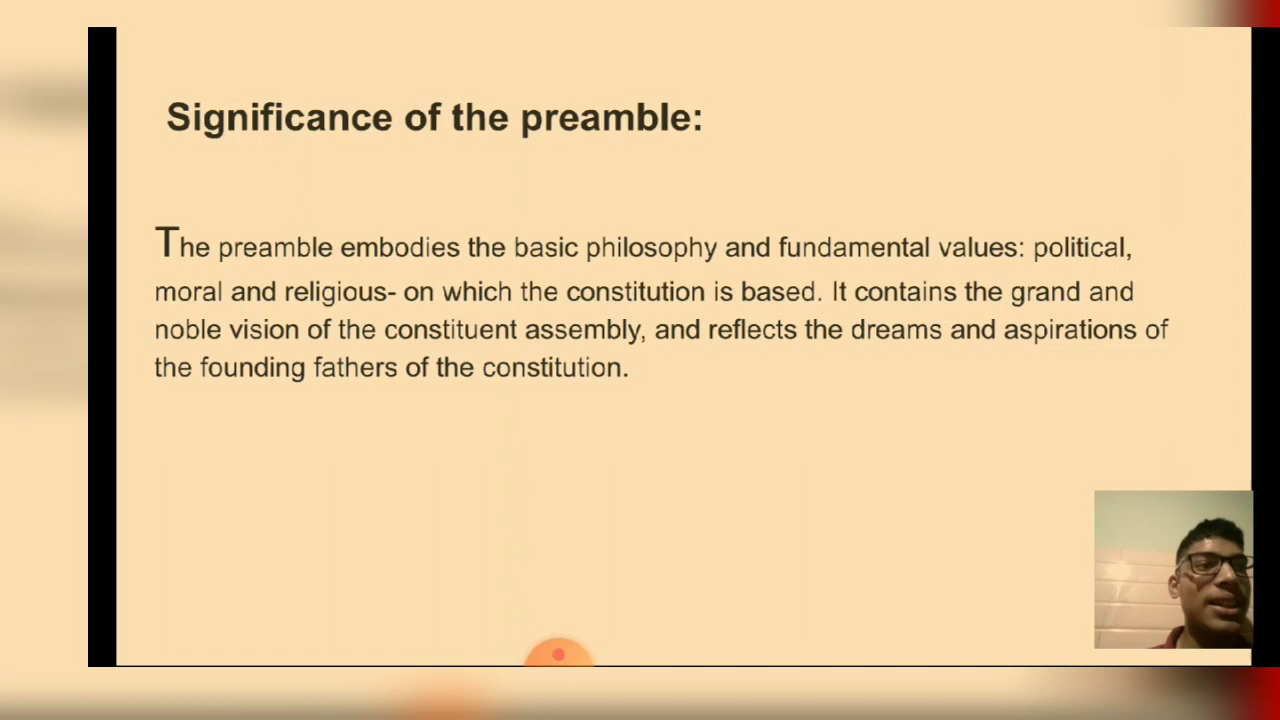 Significance of the preamble:
The preamble embodies the basic philosophy and fundamental values: political,
moral and religious- on which the constitution is based. It contains the grand and
noble vision of the constituent assembly, and reflects the dreams and aspirations of
the founding fathers of the constitution.